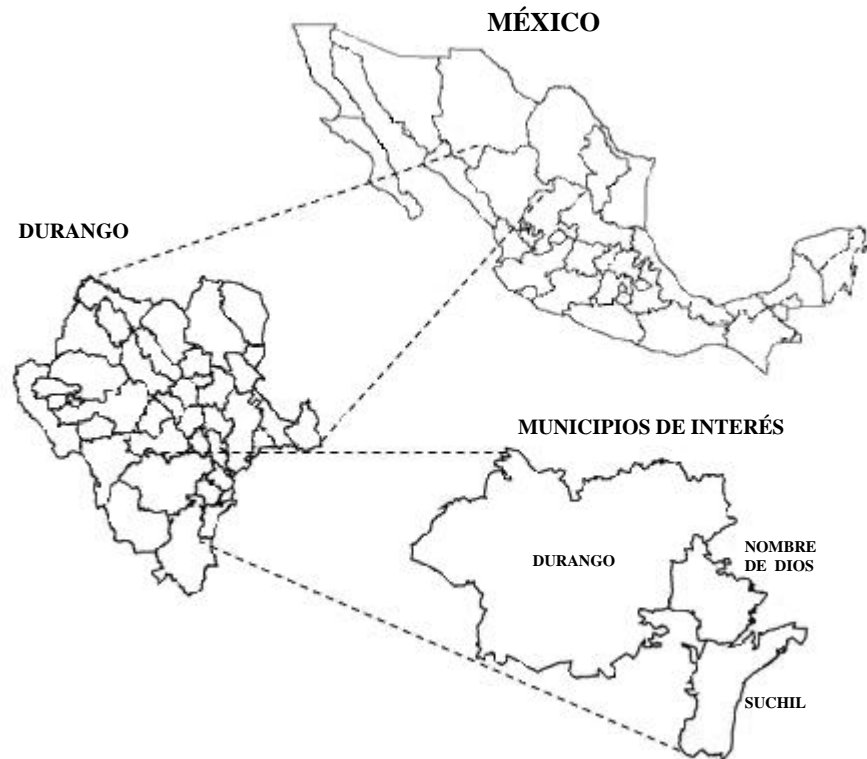 MÉXICO
DURANGO
MUNICIPIOS DE INTERÉS
DURANGO
NOMBRE
DE DIOS
SUCHIL